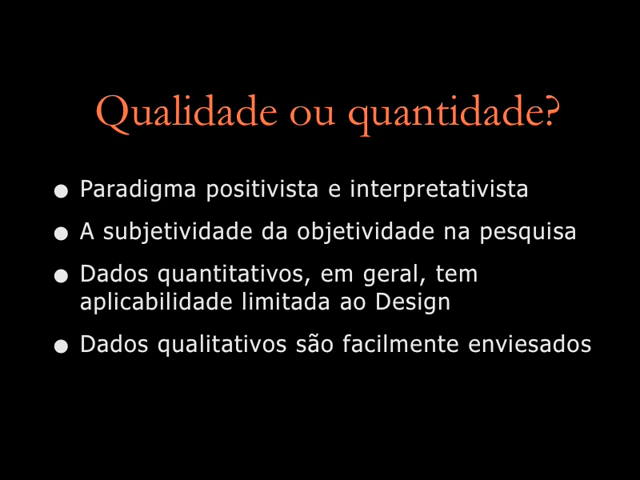 Qualidade ou quantidade?
● Paradigma positivista e interpretativista
● A subjetividade da objetividade na pesquisa
● Dados quantitativos, em geral, tem
aplicabilidade limitada ao Design
● Dados qualitativos são facilmente enviesados